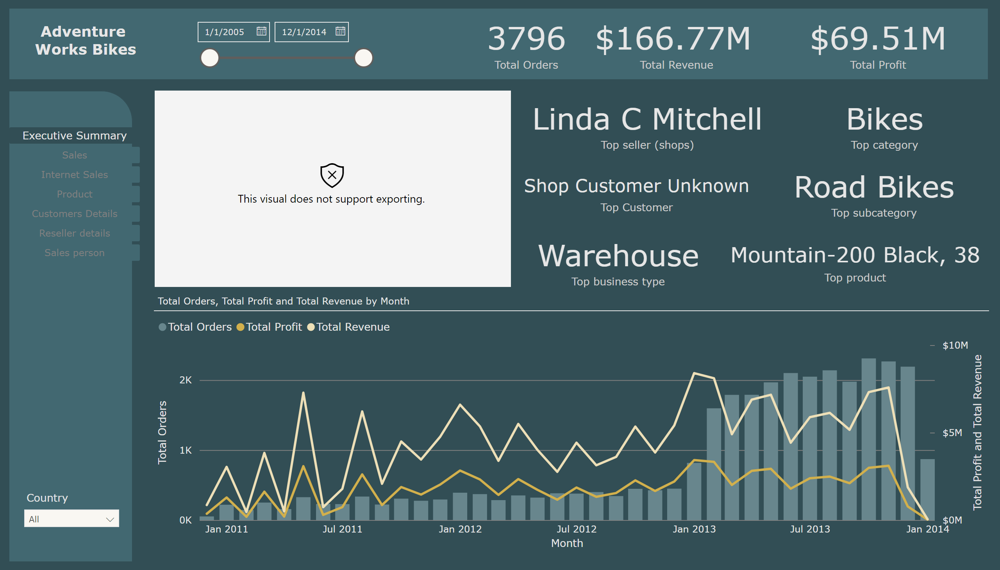 Adventure
Works Bikes
1/1/2005
12/1/2014
3796
Total Orders
$166.77M
Total Revenue
$69.51M
Total Profit
Executive Summary
Sales
Internet Sales
Product
Customers Details
Reseller details
Sales person
Country
All
This visual does not support exporting.
Linda C Mitchell
Top seller (shops)
Bikes
Top category
Shop Customer Unknown
Top Customer
Road Bikes
Top subcategory
Warehouse
Top business type
Mountain-200 Black, 38
Top product
Total Orders, Total Profit and Total Revenue by Month
Total Orders Total Profit Total Revenue
Total Orders
2K
1K
0K
$10M
$5M
$0M
Total Profit and Total Revenue
Jan 2011 Jul 2011 Jan 2012 Jul 2012 Jan 2013 Jul 2013 Jan 2014
Month